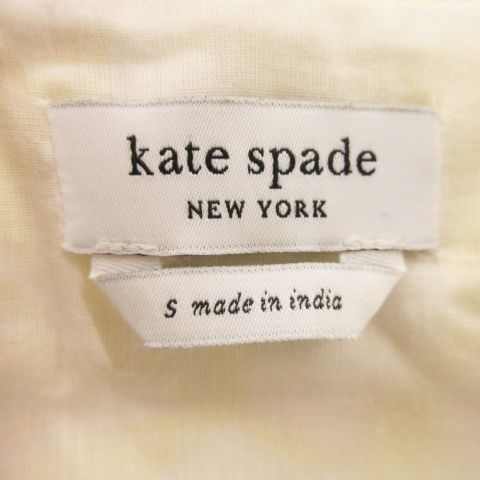 kate spade
NEW YORK
S made in india